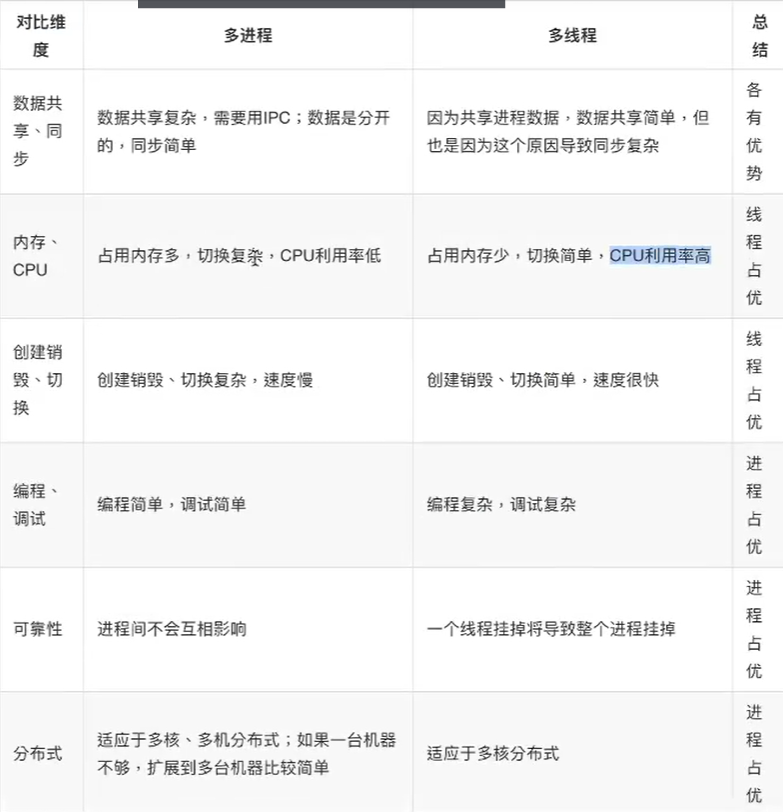 对比维度
多进程
多线程
总结
数据共享、同步
数据共享复杂，需要用IPC；数据是分开
的，同步简单
因为共享进程数据，数据共享简单，但
也是因为这个原因导致同步复杂
各有优势
内存、
CPU
占用内存多，切换复杂，CPU利用率低
占用内存少，切换简单，CPU利用率高
线程占优
创建销毁、切换
创建销毁、切换复杂，速度慢
创建销毁、切换简单，速度很快
线程占优
编程、
调试
编程简单，调试简单
编程复杂，调试复杂
进程占优
可靠性
进程间不会互相影响
一个线程挂掉将导致整个进程挂掉
进程占优
分布式
适应于多核、多机分布式；如果一台机器
不够，扩展到多台机器比较简单
适应于多核分布式
进程占优